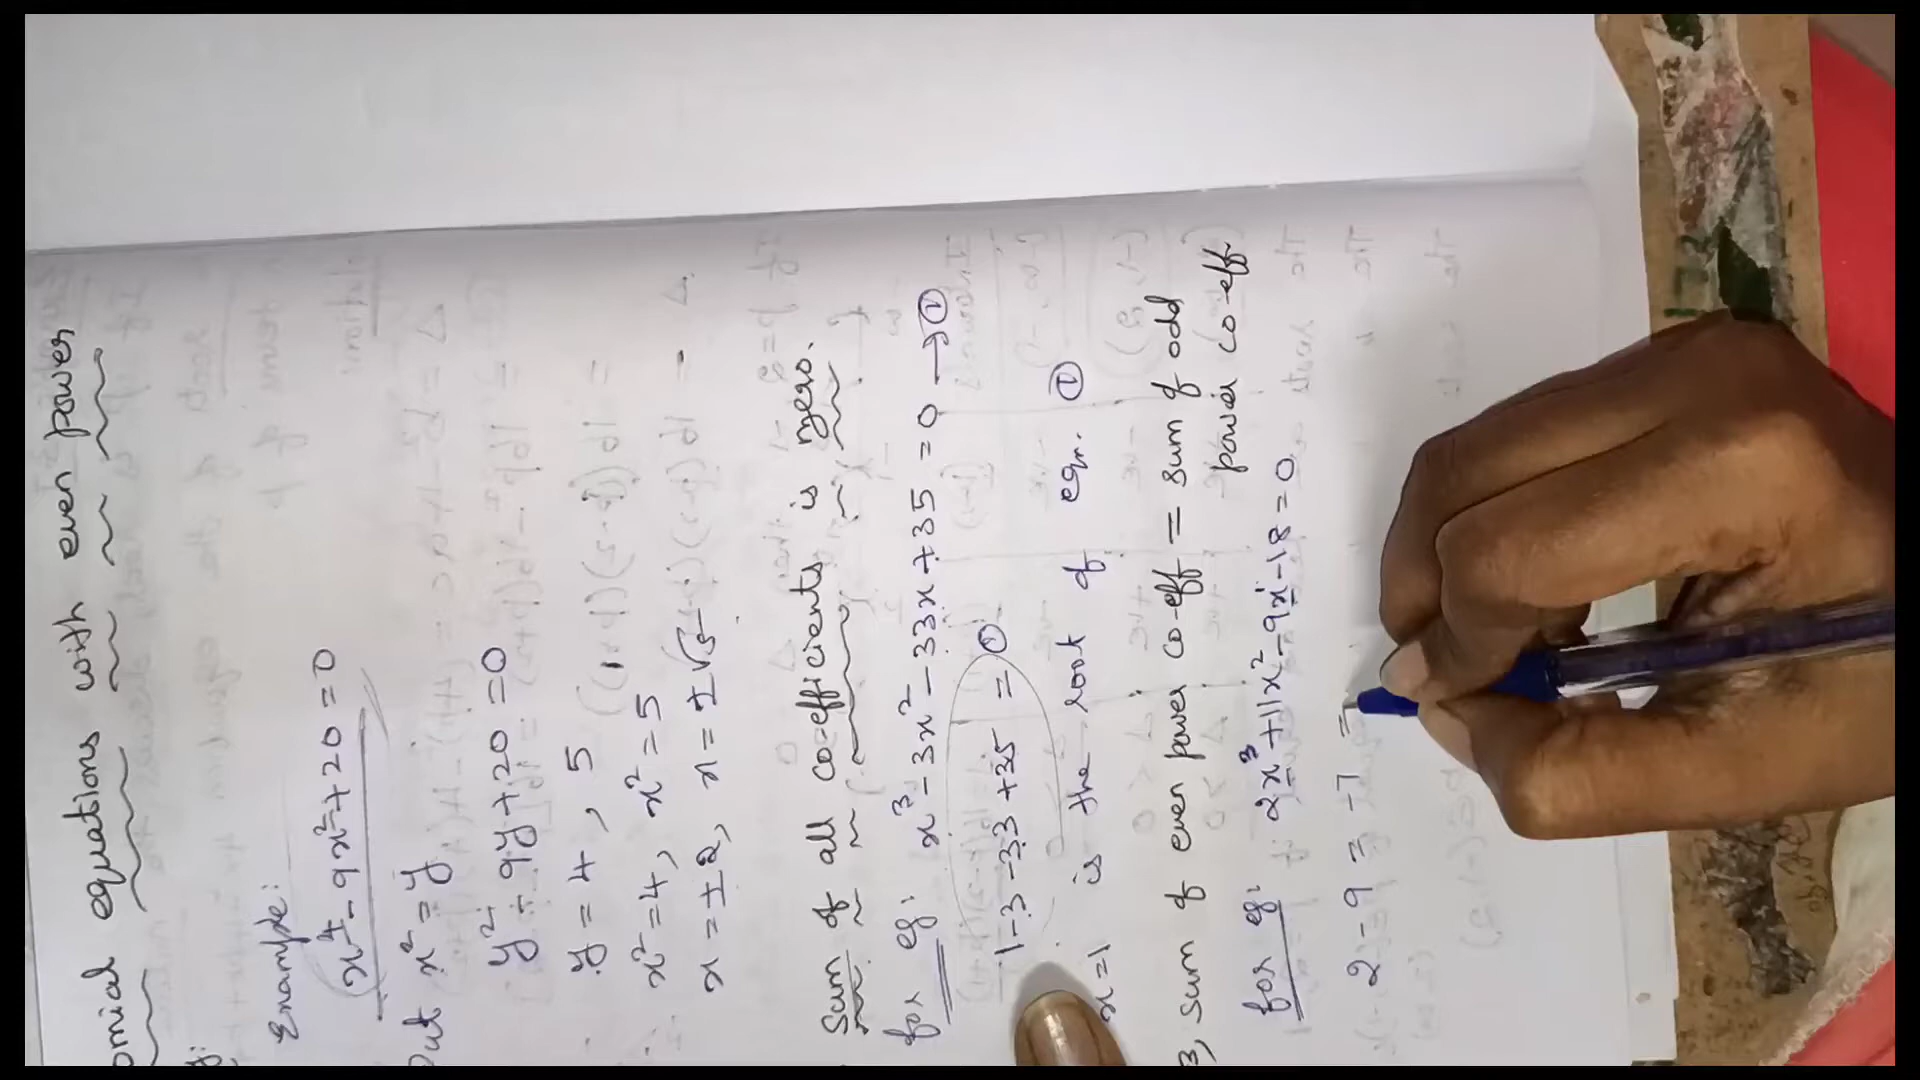 omial equations with even power
Example:
x⁴ - 9x² + 20 = 0
Put x² = y
y² - 9y + 20 = 0
y = 4, 5
x² = 4, x² = 5
x = ±2, x = ±√5
Sum of all co-efficients is zero.
for eg: x³ - 3x² - 33x + 35 = 0 → ①
1 - 3 - 33 + 35 = 0
x = 1 is the root of eqn. ①
3, Sum of even power co-eff = sum of odd
power co-eff
for eg: 2x³ + 11x² - 9x - 18 = 0
2 - 9 = -7 =